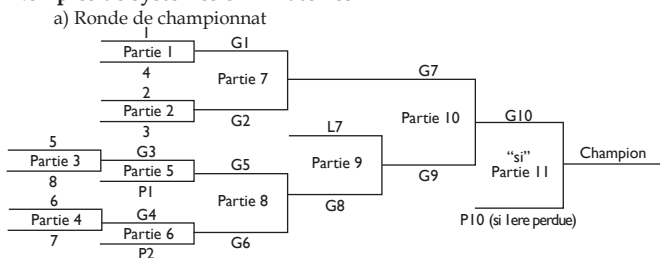 a) Ronde de championnat
1
Partie 1
4
G1
2
Partie 2
3
G2
Partie 7
G7
5
Partie 3
8
G3
Partie 5
P1
G5
6
Partie 4
7
G4
Partie 6
P2
G6
Partie 8
L7
Partie 9
G8
Partie 10
G9
G10
“si”
Partie 11
P10 (si 1ere perdue)
Champion